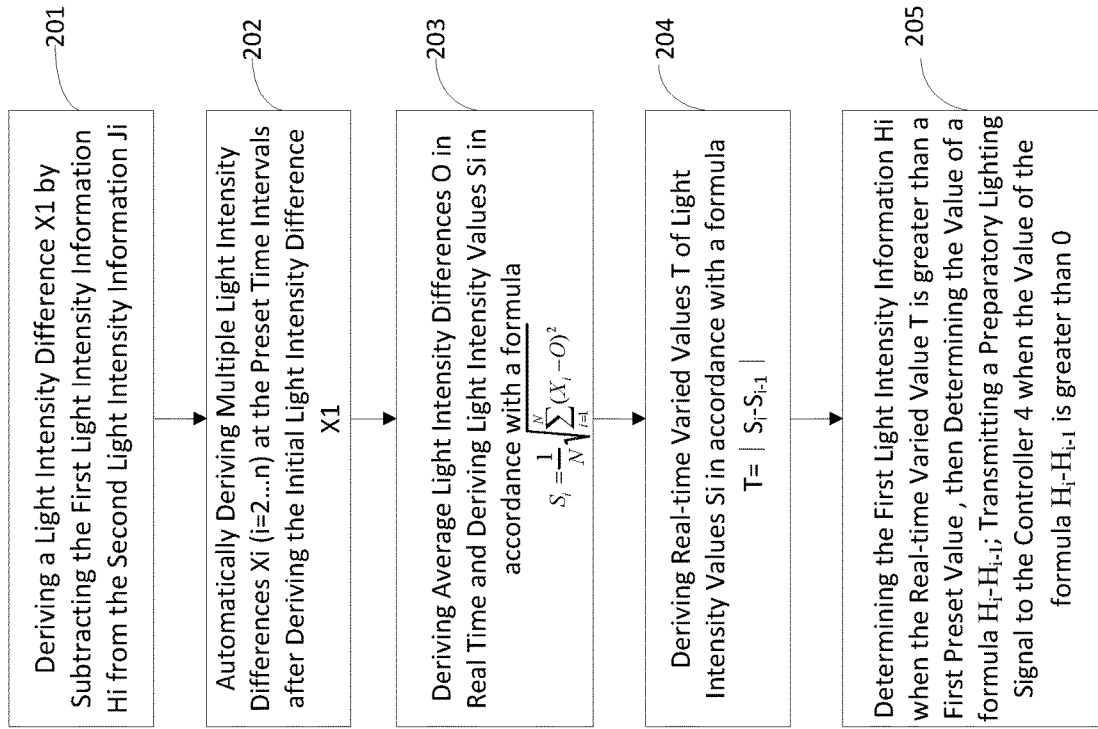 201
Deriving a Light Intensity Difference X1 by
Subtracting the First Light Intensity Information
Hi from the Second Light Intensity Information Ji
202
Automatically Deriving Multiple Light Intensity
Differences Xi (i=2...n) at the Preset Time Intervals
after Deriving the Initial Light Intensity Difference
X1
203
Deriving Average Light Intensity Differences O in
Real Time and Deriving Light Intensity Values Si in
accordance with a formula
S_i = \frac{1}{N}\sqrt{\sum_{i=1}^{N}(X_i-O)^2}
204
Deriving Real-time Varied Values T of Light
Intensity Values Si in accordance with a formula
T= | S_i-S_{i-1} |
205
Determining the First Light Intensity Information Hi
when the Real-time Varied Value T is greater than a
First Preset Value , then Determining the Value of a
formula H_i-H_{i-1}; Transmitting a Preparatory Lighting
Signal to the Controller 4 when the Value of the
formula H_i-H_{i-1} is greater than 0